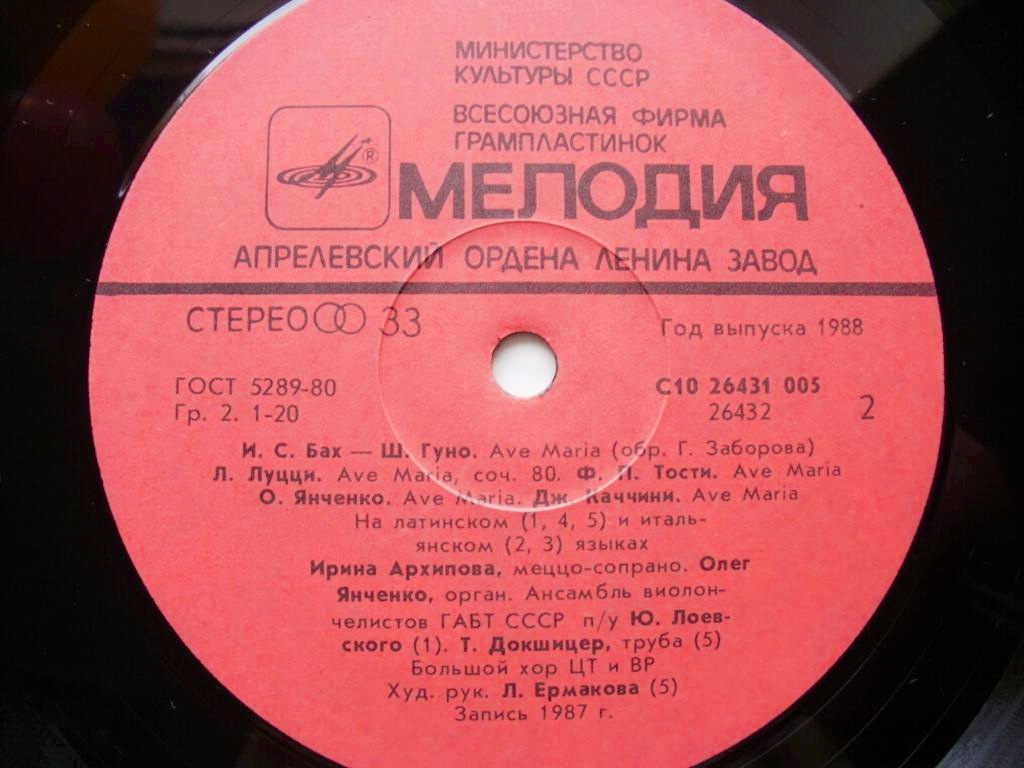 МИНИСТЕРСТВО
КУЛЬТУРЫ СССР
ВСЕСОЮЗНАЯ ФИРМА
ГРАМПЛАСТИНОК
®
МЕЛОДИЯ
АПРЕЛЕВСКИЙ ОРДЕНА ЛЕНИНА ЗАВОД
СТЕРЕО 33
Год выпуска 1988
ГОСТ 5289-80
Гр. 2. 1-20
С10 26431 005
26432
2
И. С. Бах — Ш. Гуно. Ave Maria (обр. Г. Заборова)
Л. Луцци. Ave Maria, соч. 80. Ф. П. Тости. Ave Maria
О. Янченко. Ave Maria. Дж. Каччини. Ave Maria
На латинском (1, 4, 5) и италь-
янском (2, 3) языках
Ирина Архипова, меццо-сопрано. Олег
Янченко, орган. Ансамбль виолон-
челистов ГАБТ СССР п/у Ю. Лоев-
ского (1). Т. Докшицер, труба (5)
Большой хор ЦТ и ВР
Худ. рук. Л. Ермакова (5)
Запись 1987 г.